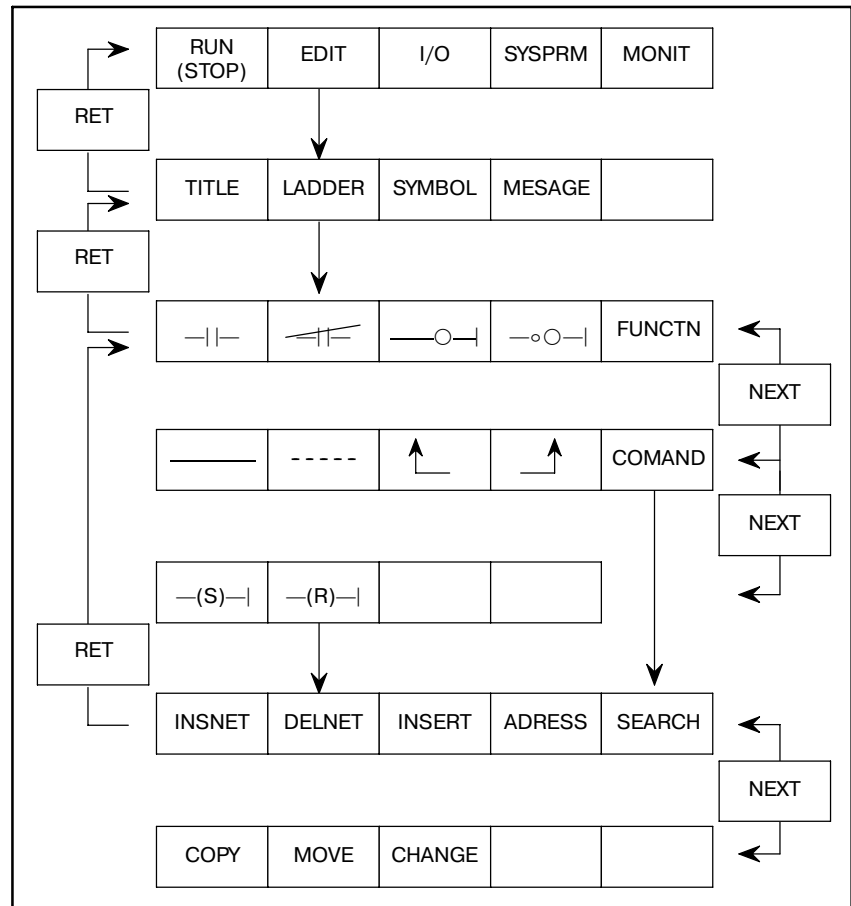 RUN (STOP) EDIT I/O SYSPRM MONIT
RET
TITLE LADDER SYMBOL MESAGE
RET
FUNCTN
NEXT
COMAND
NEXT
(S) (R)
RET
INSNET DELNET INSERT ADRESS SEARCH
NEXT
COPY MOVE CHANGE